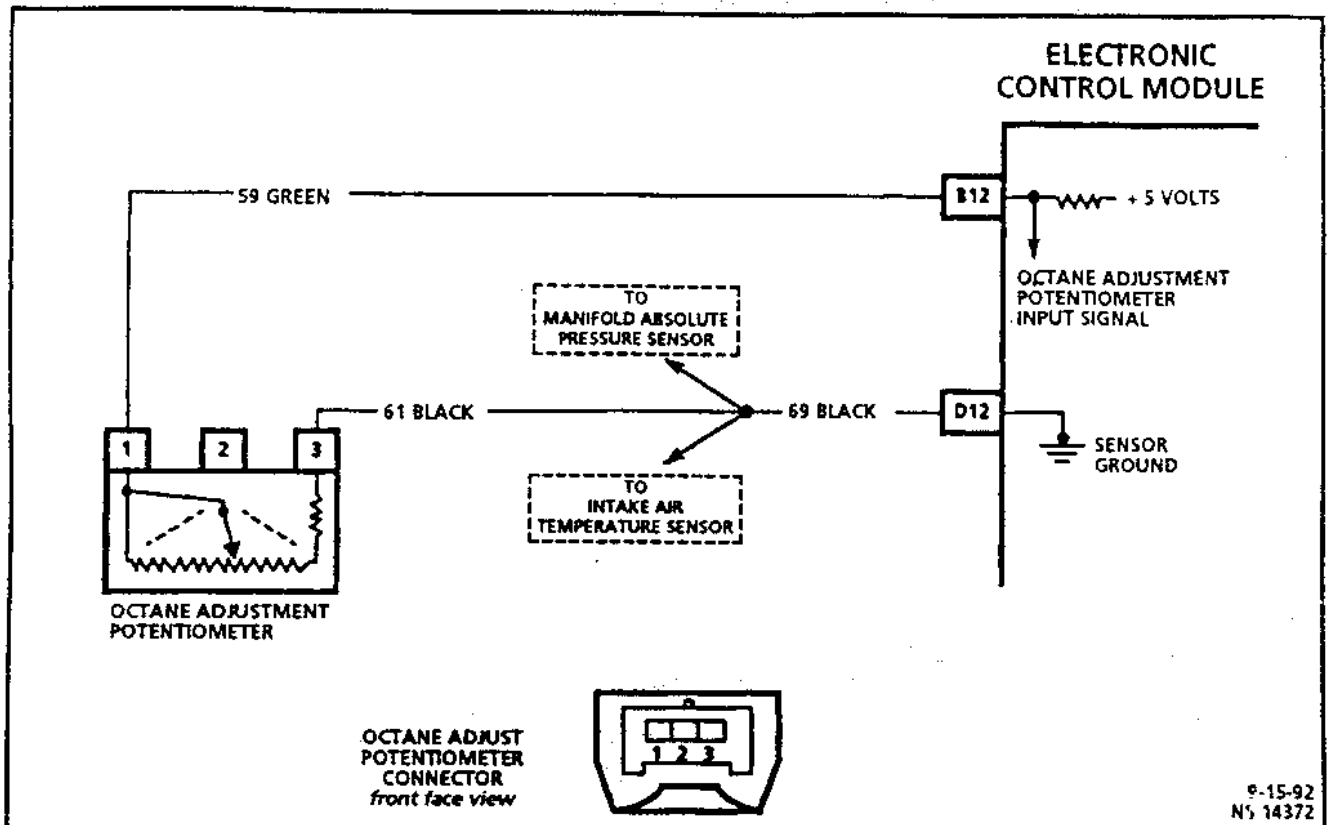 ELECTRONIC
CONTROL MODULE
59 GREEN
B12
+ 5 VOLTS
OCTANE ADJUSTMENT
POTENTIOMETER
INPUT SIGNAL
TO
MANIFOLD ABSOLUTE
PRESSURE SENSOR
61 BLACK
69 BLACK
D12
SENSOR
GROUND
1
2
3
TO
INTAKE AIR
TEMPERATURE SENSOR
OCTANE ADJUSTMENT
POTENTIOMETER
OCTANE ADJUST
POTENTIOMETER
CONNECTOR
front face view
1 2 3
9-15-92
NS 14372